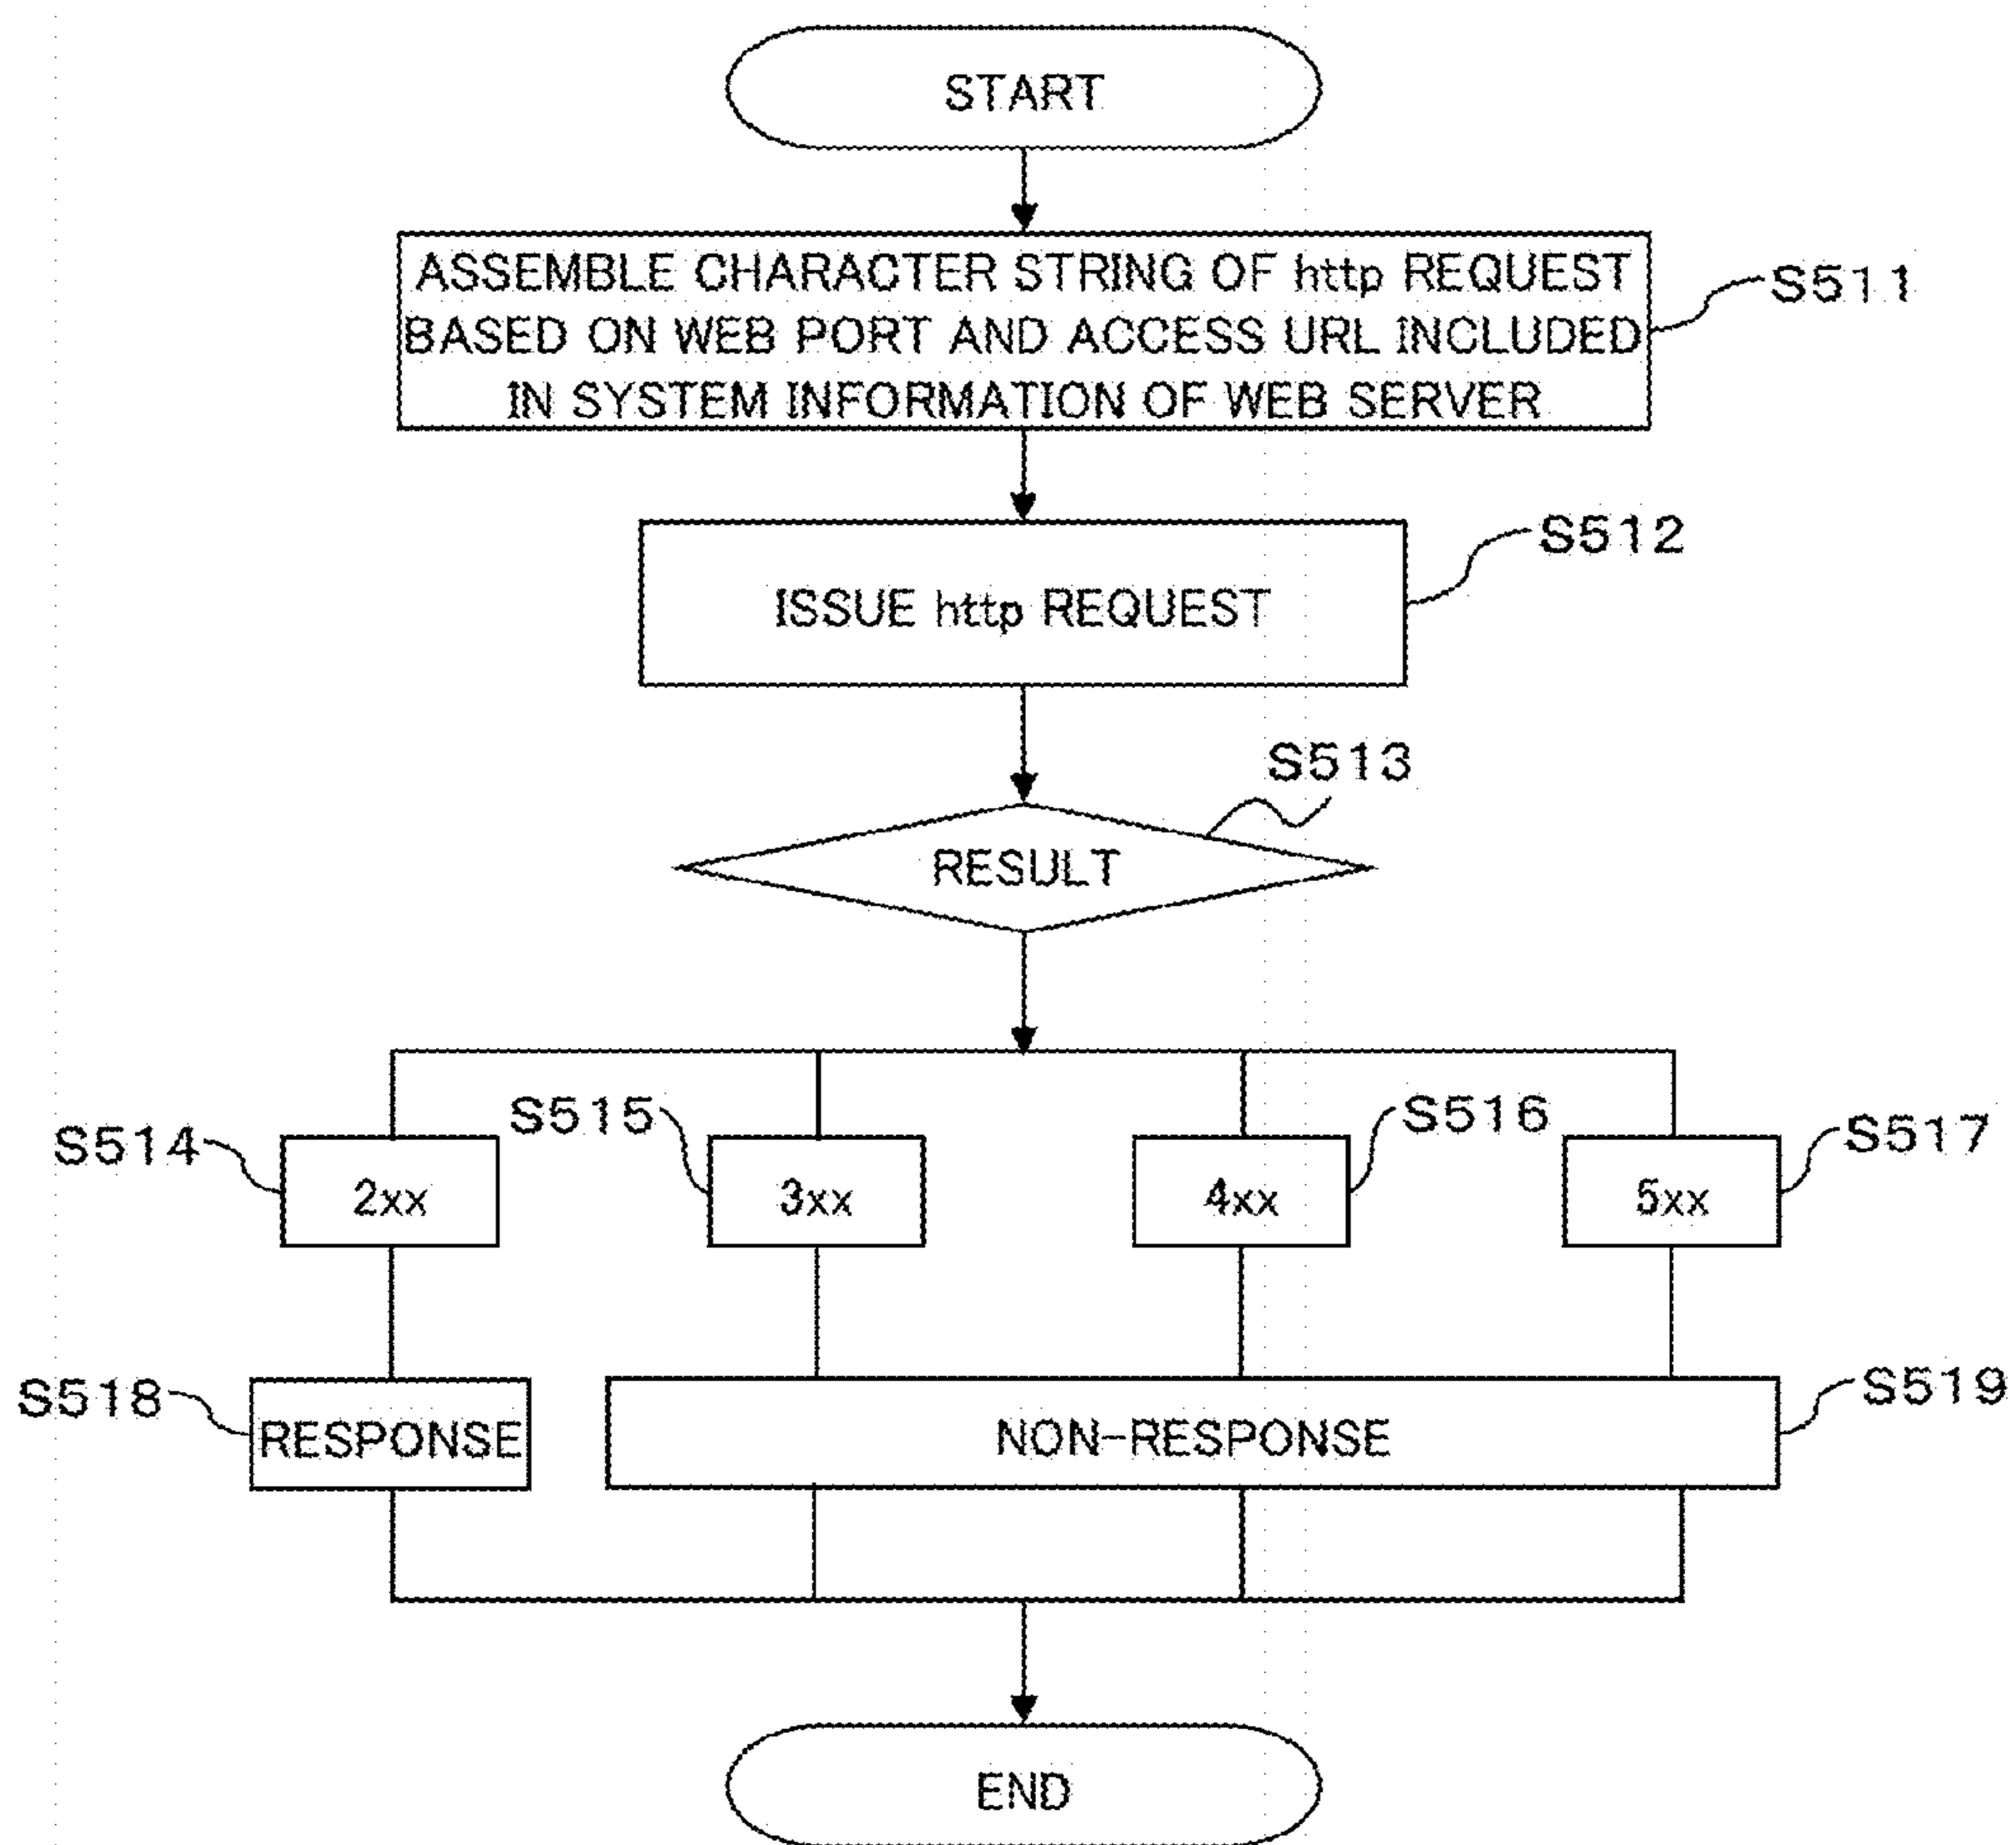 START
ASSEMBLE CHARACTER STRING OF http REQUEST
BASED ON WEB PORT AND ACCESS URL INCLUDED
IN SYSTEM INFORMATION OF WEB SERVER
S511
ISSUE http REQUEST
S512
S513
RESULT
S514
2xx
S515
3xx
4xx
S516
5xx
S517
S518
RESPONSE
NON-RESPONSE
S519
END